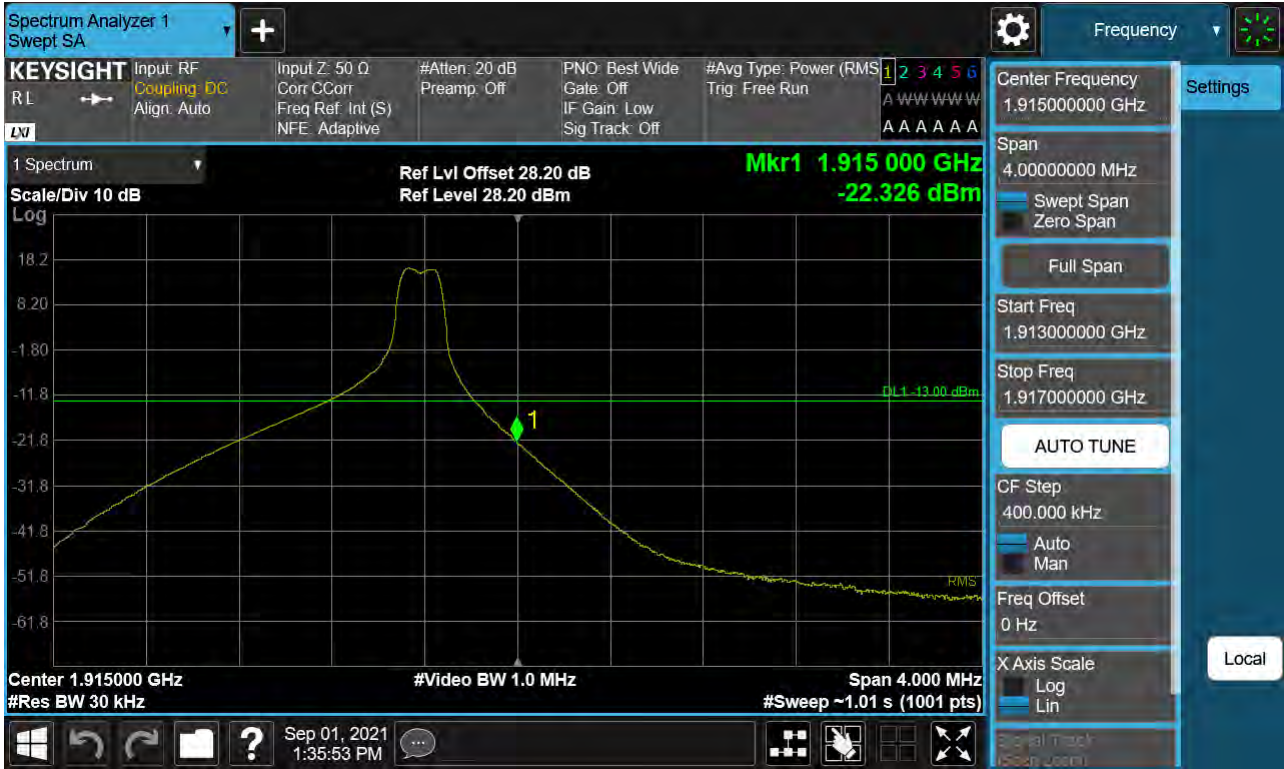 Spectrum Analyzer 1
Swept SA
+
Frequency
KEYSIGHT
R L
LXI
Input: RF
Coupling: DC
Align: Auto
Input Z: 50 Ω
Corr CCorr
Freq Ref: Int (S)
NFE: Adaptive
#Atten: 20 dB
Preamp: Off
PNO: Best Wide
Gate: Off
IF Gain: Low
Sig Track: Off
#Avg Type: Power (RMS
Trig: Free Run
1 2 3 4 5 6
A W W W W W
A A A A A A
1 Spectrum
Scale/Div 10 dB
Log
Ref Lvl Offset 28.20 dB
Ref Level 28.20 dBm
Mkr1 1.915 000 GHz
-22.326 dBm
18.2
8.20
-1.80
-11.8
-21.8
-31.8
-41.8
-51.8
-61.8
DL1 -13.00 dBm
1
RMS
Center 1.915000 GHz
#Res BW 30 kHz
#Video BW 1.0 MHz
Span 4.000 MHz
#Sweep ~1.01 s (1001 pts)
Center Frequency
1.915000000 GHz
Span
4.00000000 MHz
Swept Span
Zero Span
Full Span
Start Freq
1.913000000 GHz
Stop Freq
1.917000000 GHz
AUTO TUNE
CF Step
400.000 kHz
Auto
Man
Freq Offset
0 Hz
X Axis Scale
Log
Lin
Signal Track
(Span Zoom)
Settings
Local
?
Sep 01, 2021
1:35:53 PM